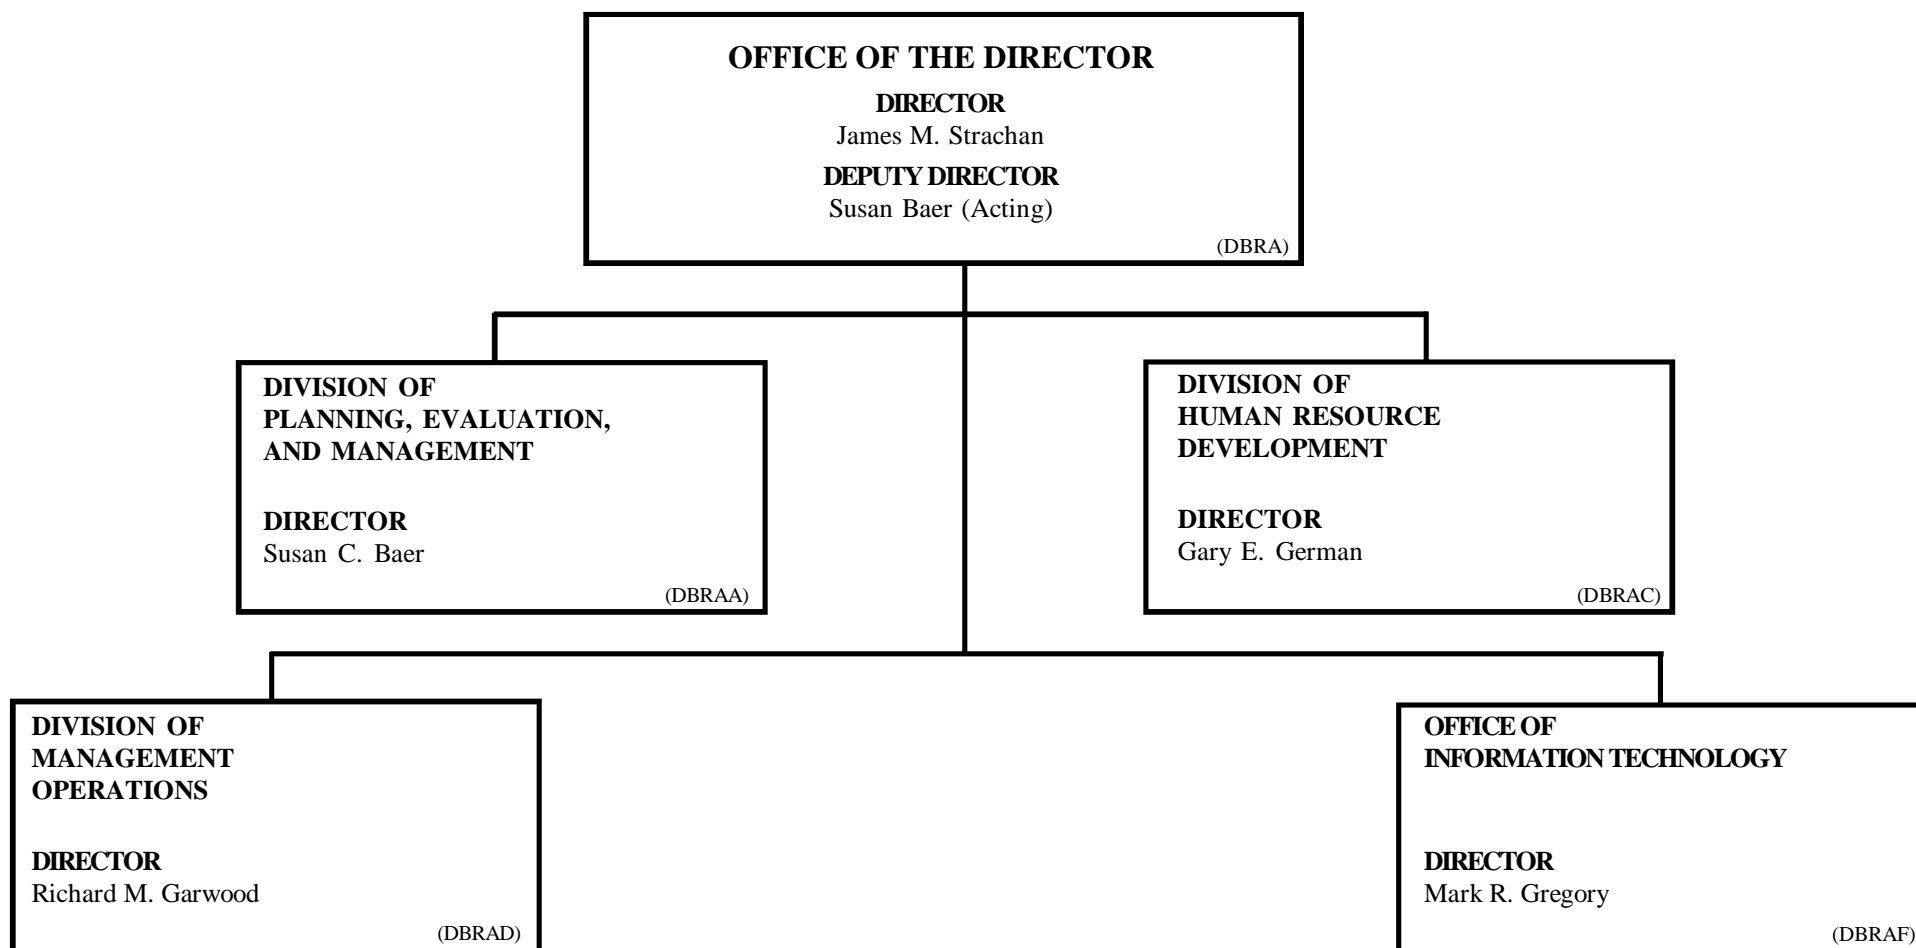 OFFICE OF THE DIRECTOR
DIRECTOR
James M. Strachan
DEPUTY DIRECTOR
Susan Baer (Acting)
(DBRA)
DIVISION OF
PLANNING, EVALUATION,
AND MANAGEMENT
DIRECTOR
Susan C. Baer
(DBRAA)
DIVISION OF
HUMAN RESOURCE
DEVELOPMENT
DIRECTOR
Gary E. German
(DBRAC)
DIVISION OF
MANAGEMENT
OPERATIONS
DIRECTOR
Richard M. Garwood
(DBRAD)
OFFICE OF
INFORMATION TECHNOLOGY
DIRECTOR
Mark R. Gregory
(DBRAF)